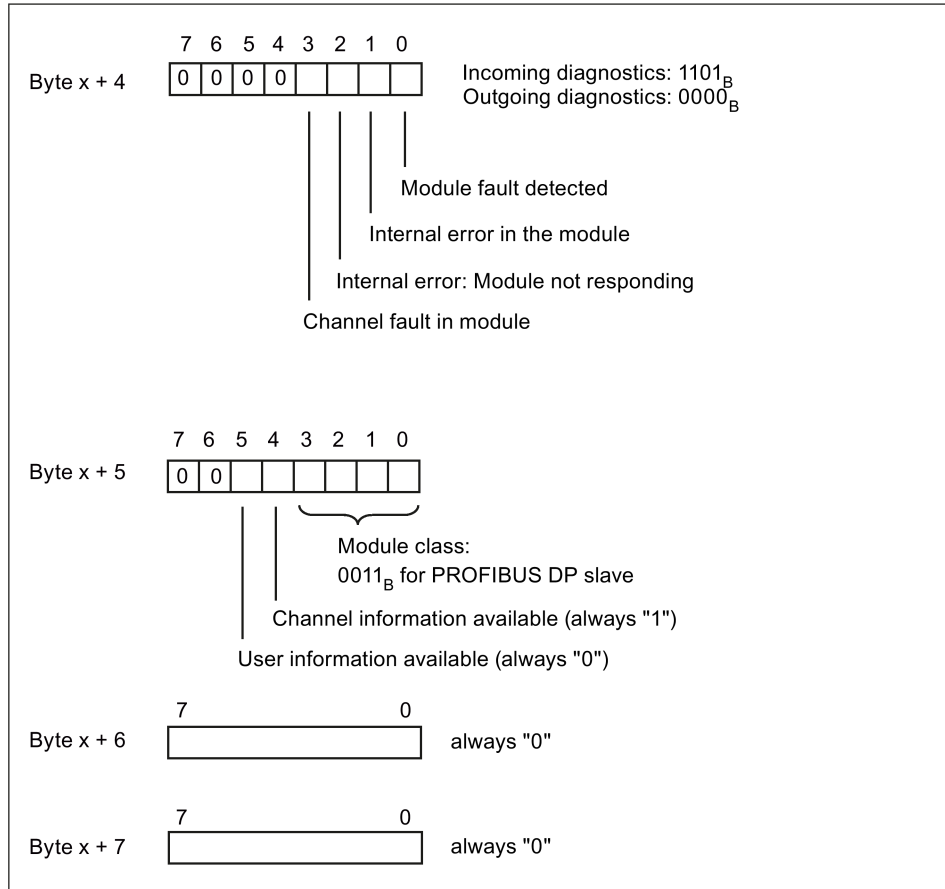 7 6 5 4 3 2 1 0
Byte x + 4
0 0 0 0
Incoming diagnostics: 1101B
Outgoing diagnostics: 0000B
Module fault detected
Internal error in the module
Internal error: Module not responding
Channel fault in module
7 6 5 4 3 2 1 0
Byte x + 5
0 0
Module class:
0011B for PROFIBUS DP slave
Channel information available (always "1")
User information available (always "0")
7 0
Byte x + 6
always "0"
7 0
Byte x + 7
always "0"